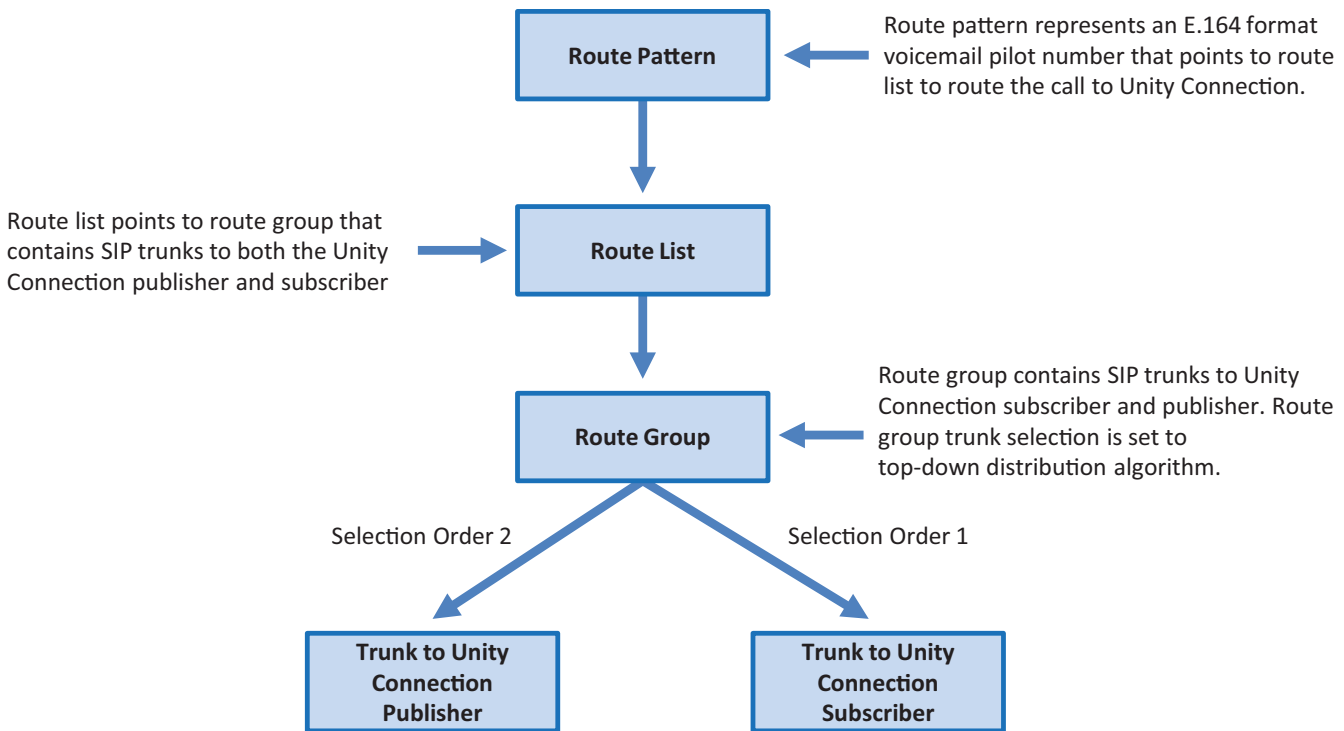 Route Pattern
Route pattern represents an E.164 format
voicemail pilot number that points to route
list to route the call to Unity Connection.
Route list points to route group that
contains SIP trunks to both the Unity
Connection publisher and subscriber
Route List
Route group contains SIP trunks to Unity
Connection subscriber and publisher. Route
group trunk selection is set to
top-down distribution algorithm.
Route Group
Selection Order 2
Selection Order 1
Trunk to Unity
Connection
Publisher
Trunk to Unity
Connection
Subscriber